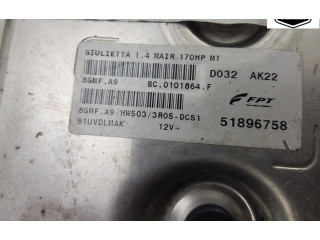 GIULIETTA 1.4 MAIR 170HP MT
D032 AK22
8GMF.A9 BC.0101864.F
FPT
8GMF.A9/HW503/3R05-DC51 51896758
91UVDLMAK 12V-